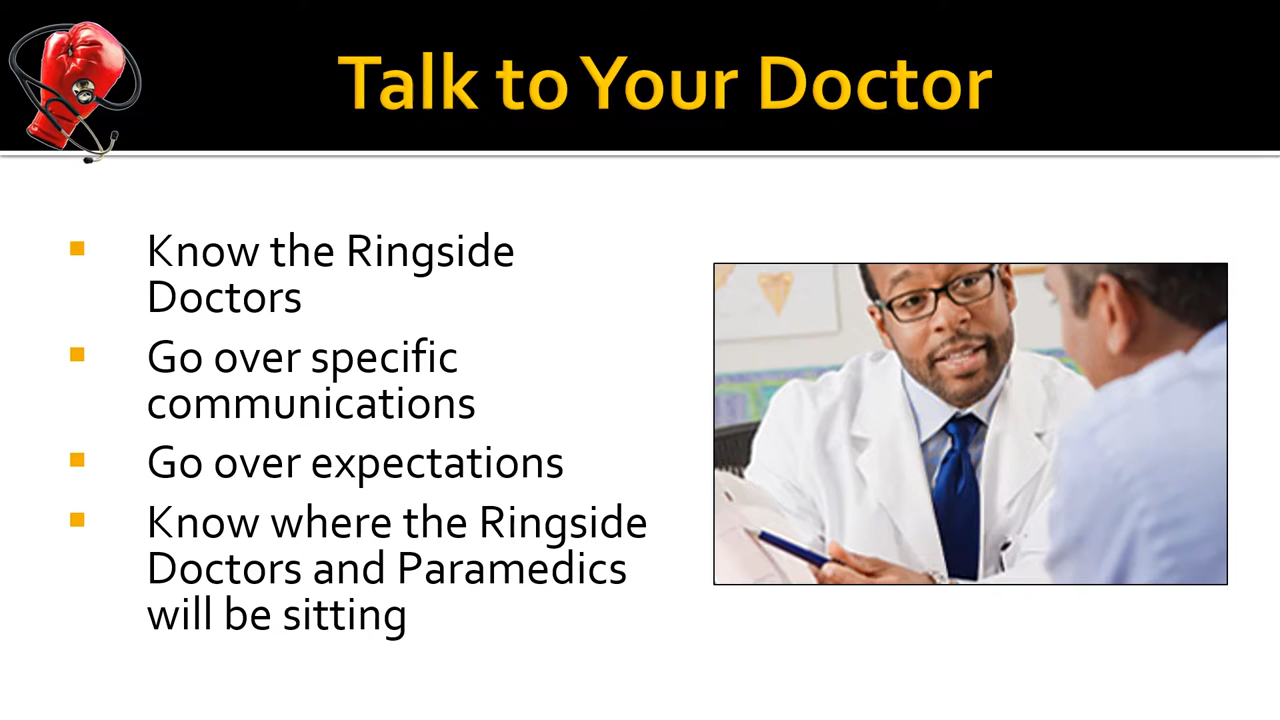 Talk to Your Doctor
Know the Ringside
Doctors
Go over specific
communications
Go over expectations
Know where the Ringside
Doctors and Paramedics
will be sitting